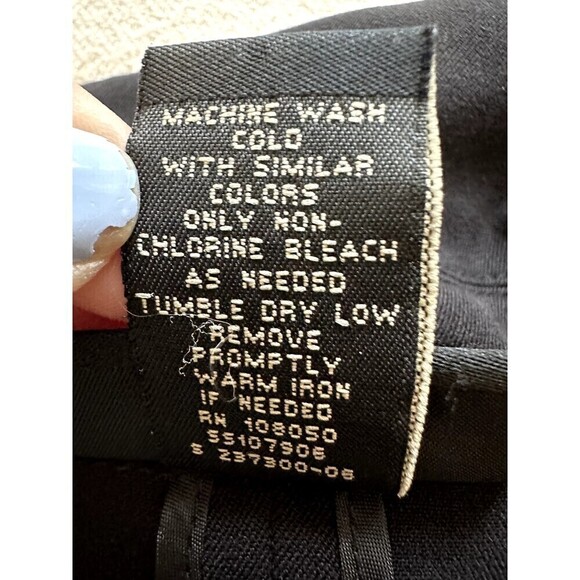 MACHINE WASH
COLD
WITH SIMILAR
COLORS
ONLY NON-
CHLORINE BLEACH
AS NEEDED
TUMBLE DRY LOW
REMOVE
PROMPTLY
WARM IRON
IF NEEDED
RN 108050
SS107908
S 237300-06